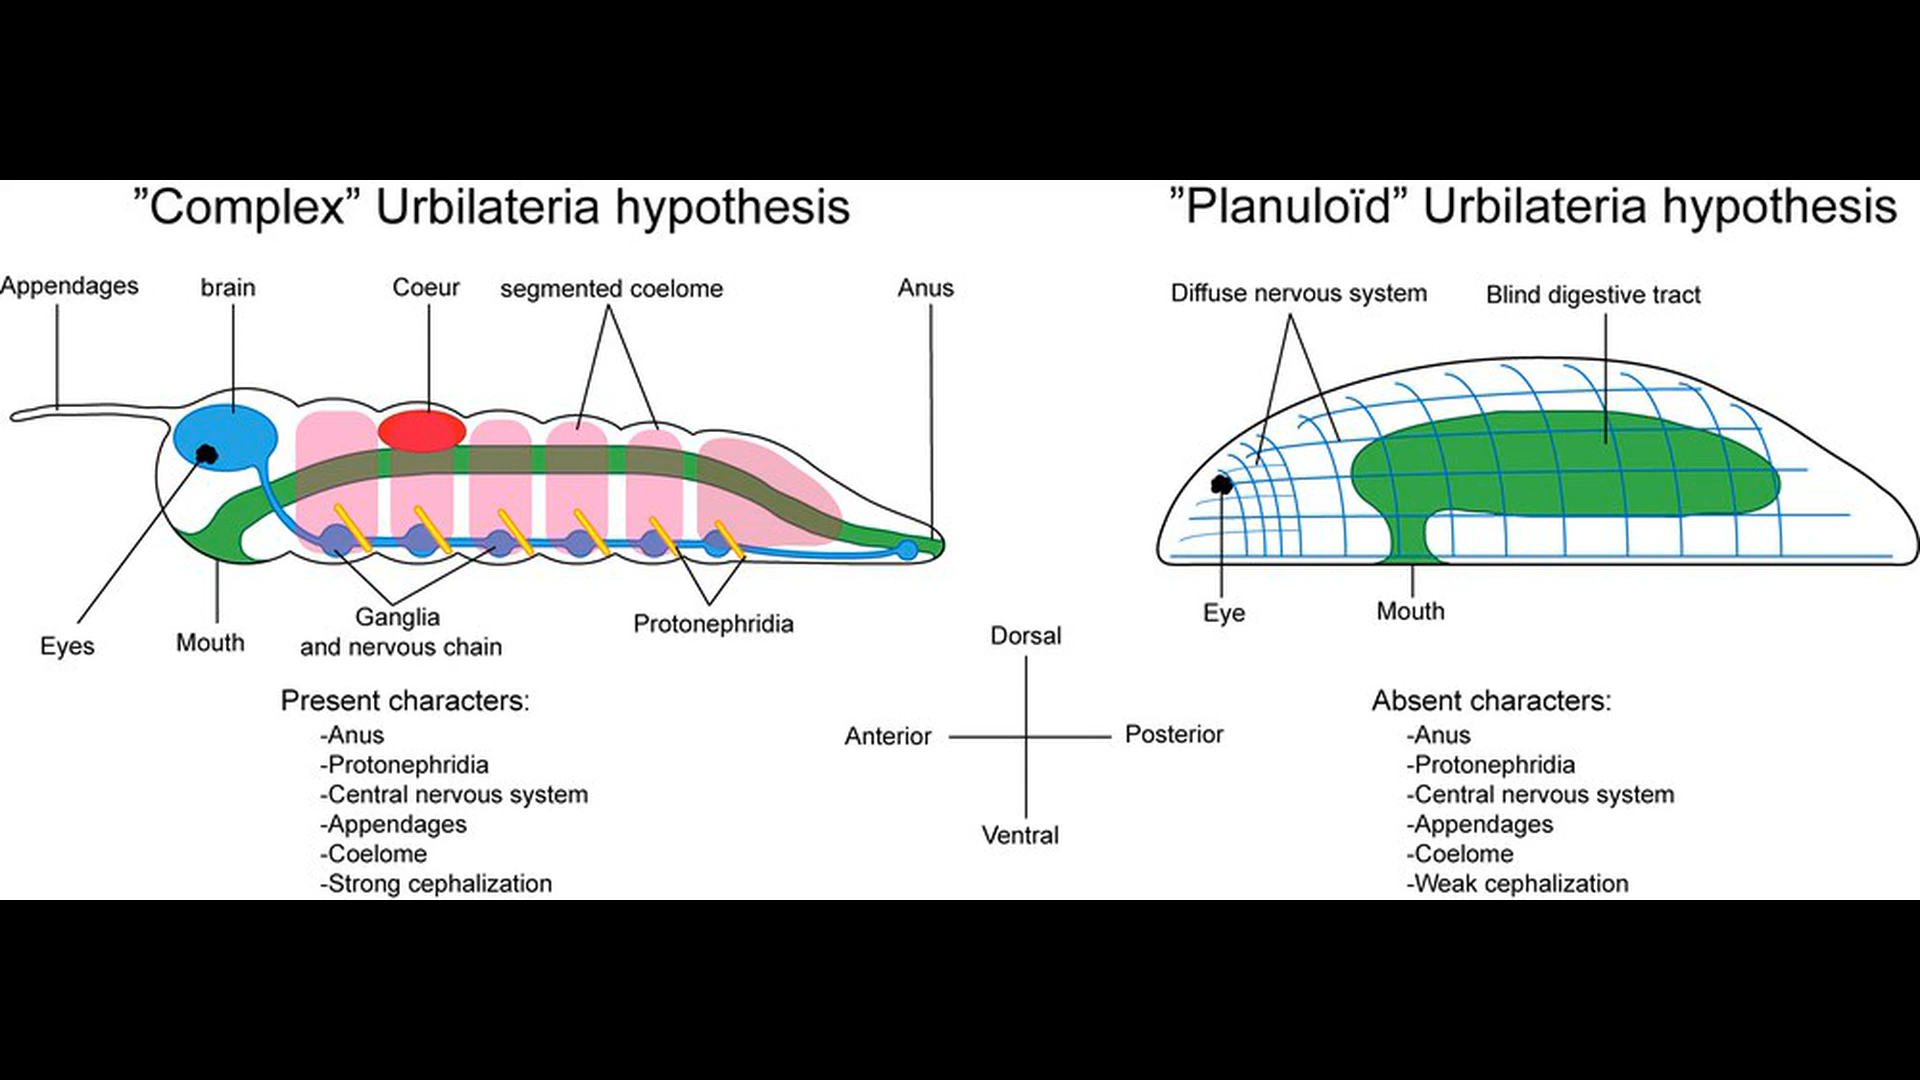 ”Complex” Urbilateria hypothesis
Appendages
brain
Coeur
segmented coelome
Anus
Eyes
Mouth
Ganglia
and nervous chain
Protonephridia
Present characters:
-Anus
-Protonephridia
-Central nervous system
-Appendages
-Coelome
-Strong cephalization
Dorsal
Anterior
Posterior
Ventral
”Planuloïd” Urbilateria hypothesis
Diffuse nervous system
Blind digestive tract
Eye
Mouth
Absent characters:
-Anus
-Protonephridia
-Central nervous system
-Appendages
-Coelome
-Weak cephalization